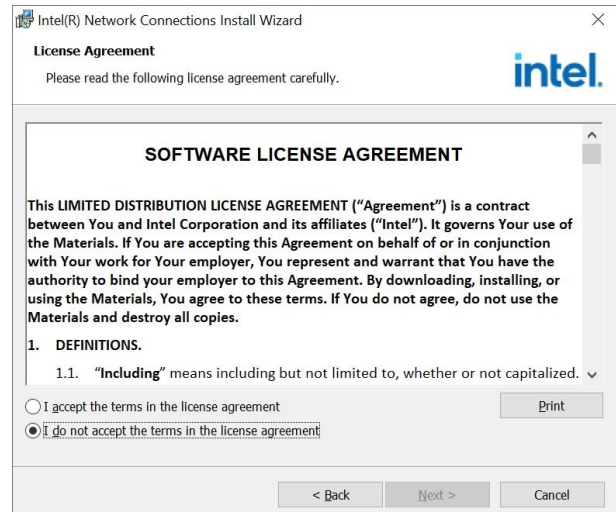 Intel(R) Network Connections Install Wizard
License Agreement
Please read the following license agreement carefully.
intel.
SOFTWARE LICENSE AGREEMENT
This LIMITED DISTRIBUTION LICENSE AGREEMENT (“Agreement”) is a contract
between You and Intel Corporation and its affiliates (“Intel”). It governs Your use of
the Materials. If You are accepting this Agreement on behalf of or in conjunction
with Your work for Your employer, You represent and warrant that You have the
authority to bind your employer to this Agreement. By downloading, installing, or
using the Materials, You agree to these terms. If You do not agree, do not use the
Materials and destroy all copies.
1. DEFINITIONS.
1.1. “Including” means including but not limited to, whether or not capitalized.
I accept the terms in the license agreement
Print
I do not accept the terms in the license agreement
< Back
Next >
Cancel